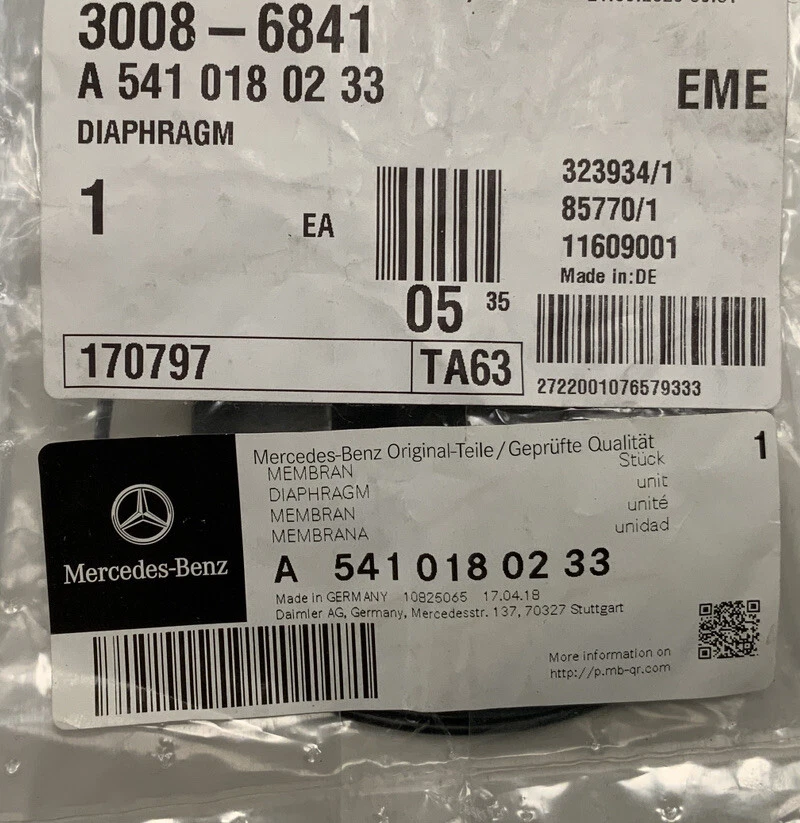 3008-6841
A 541 018 02 33
EME
DIAPHRAGM
1
EA
323934/1
85770/1
11609001
Made in:DE
05 35
170797
TA63
2722001076579333
Mercedes-Benz Original-Teile/Geprüfte Qualität
1
MEMBRAN
Stück
DIAPHRAGM
unit
MEMBRAN
unité
MEMBRANA
unidad
Mercedes-Benz
A 541 018 02 33
Made in GERMANY 10825065 17.04.18
Daimler AG, Germany, Mercedesstr. 137, 70327 Stuttgart
More information on
http://p.mb-qr.com